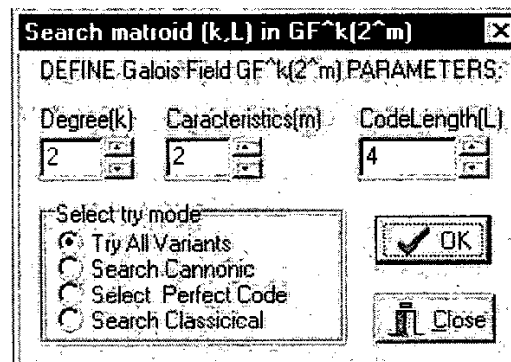 Search matroid (k,L) in GF^k(2^m)
DEFINE Galois Field GF^k(2^m) PARAMETERS:
Degree(k) Caracteristics(m) CodeLength(L)
2 2 4
Select try mode
Try All Variants
Search Cannonic
Select Perfect Code
Search Classicical
OK
Close